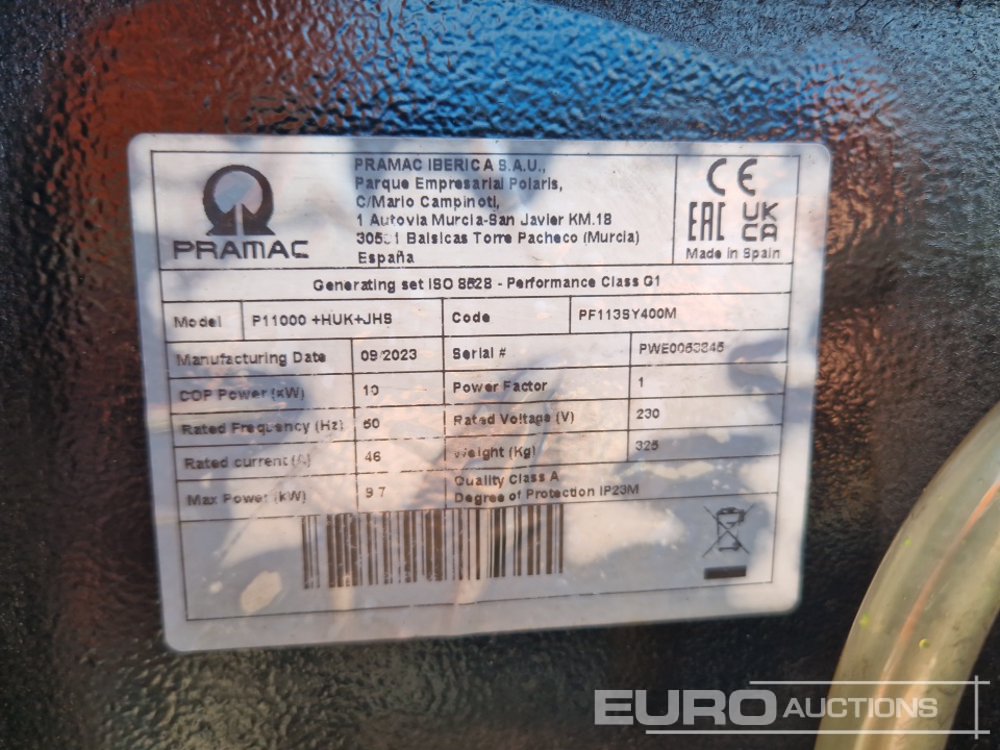 PRAMAC
PRAMAC IBERICA S.A.U.,
Parque Empresarial Polaris,
C/Mario Campinoti,
1 Autovia Murcia-San Javier KM.18
Balsicas Torre Pacheco (Murcia)
España
CE
EAC UK CA
Made in Spain
Generating set ISO 8528 - Performance Class G1
Model P11000 +HUK+JHS Code PF113SY400M
Manufacturing Date 09/2023 Serial #
COP Power (kW) 10 Power Factor 1
Rated Frequency (Hz) 50 Rated Voltage (V) 230
Rated current (A) 46 Weight (Kg) 325
Max Power (kW) 9.7 Quality Class A
Degree of Protection IP23M
EURO AUCTIONS